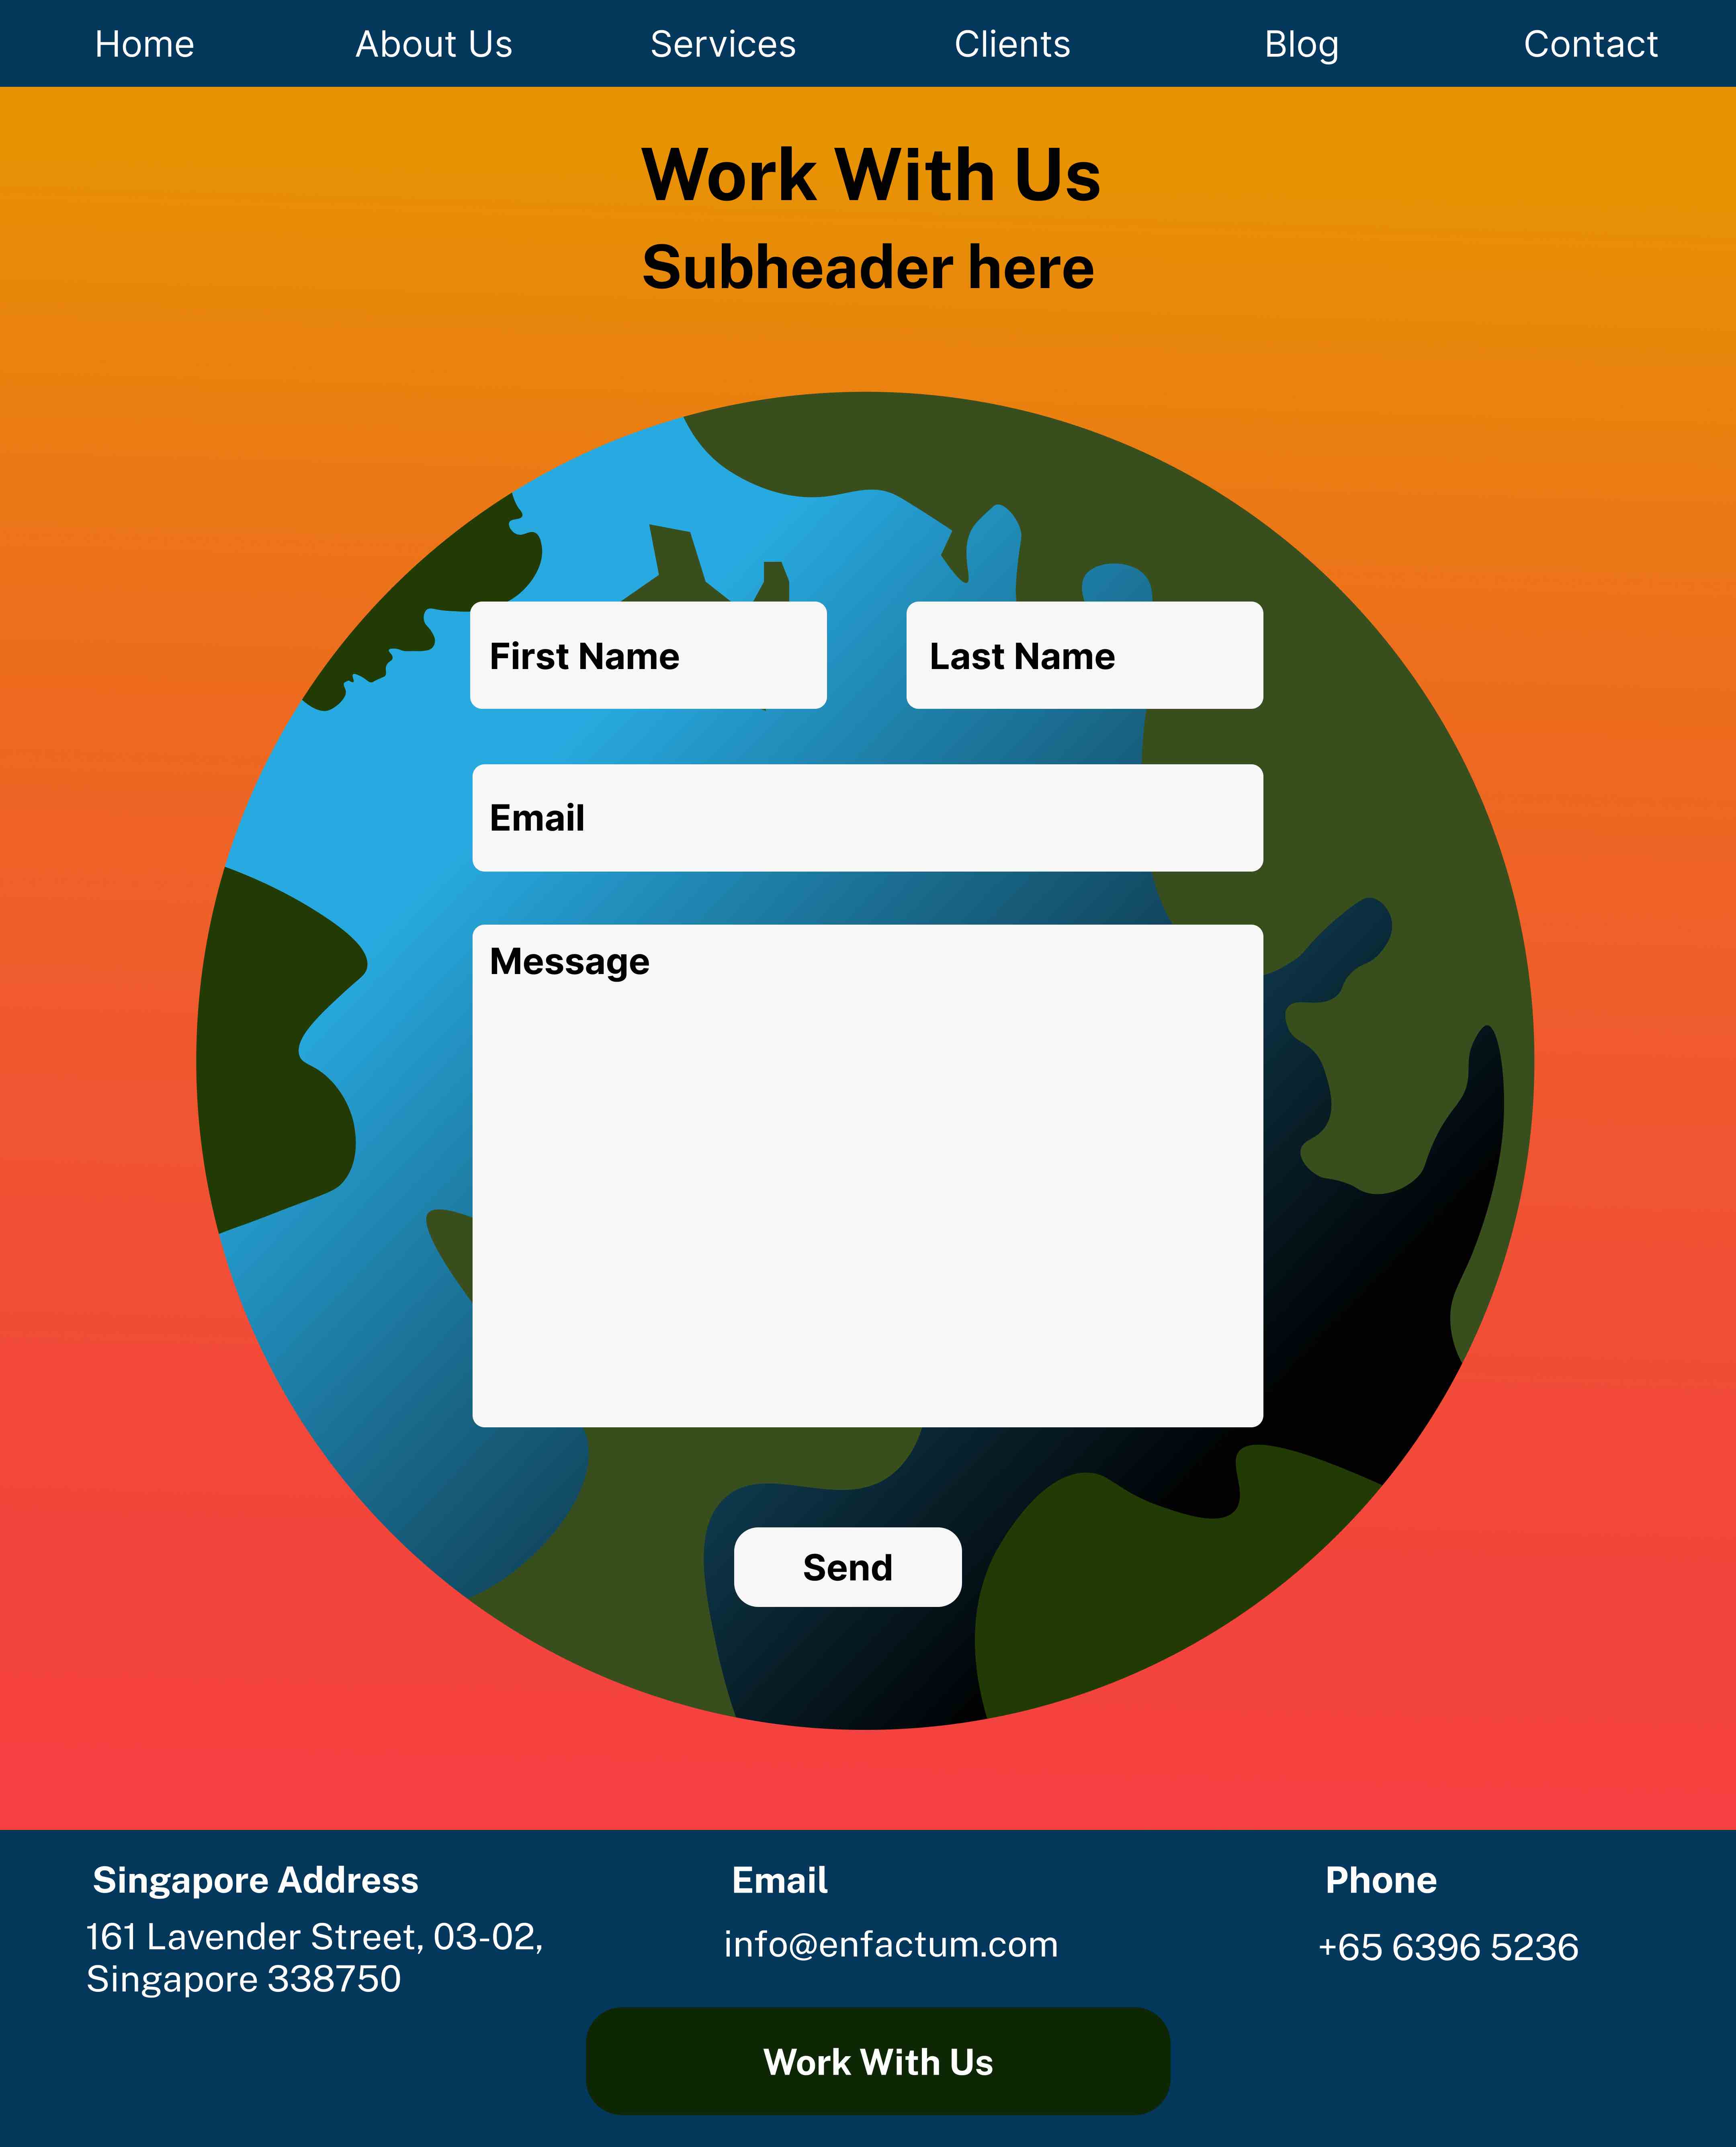 Home About Us Services Clients Blog Contact
Work With Us
Subheader here
First Name Last Name
Email
Message
Send
Singapore Address
161 Lavender Street, 03-02,
Singapore 338750
Email
info@enfactum.com
Phone
+65 6396 5236
Work With Us